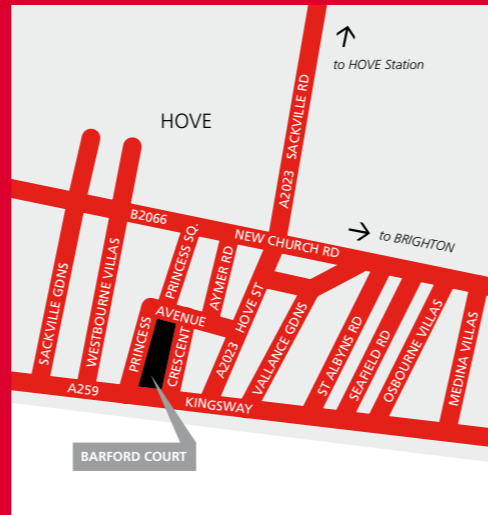 to HOVE Station
HOVE
A2023 SACKVILLE RD
B2066
NEW CHURCH RD
to BRIGHTON
SACKVILLE GDNS
WESTBOURNE VILLAS
PRINCESS SQ.
AYMER RD
PRINCESS
AVENUE
CRESCENT
A2023 HOVE ST
VALLANCE GDNS
ST ALBYNS RD
SEAFIELD RD
OSBOURNE VILLAS
MEDINA VILLAS
A259
KINGSWAY
BARFORD COURT